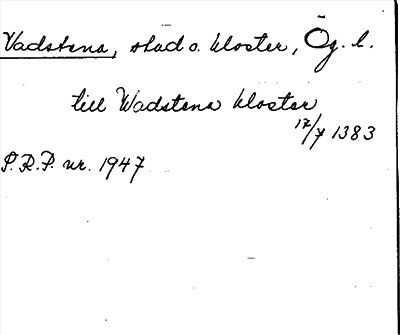 Vadstena, stad o. kloster, Ög. l.
till Wadstena kloster
17/7 1383
S.R.P. nr. 1947